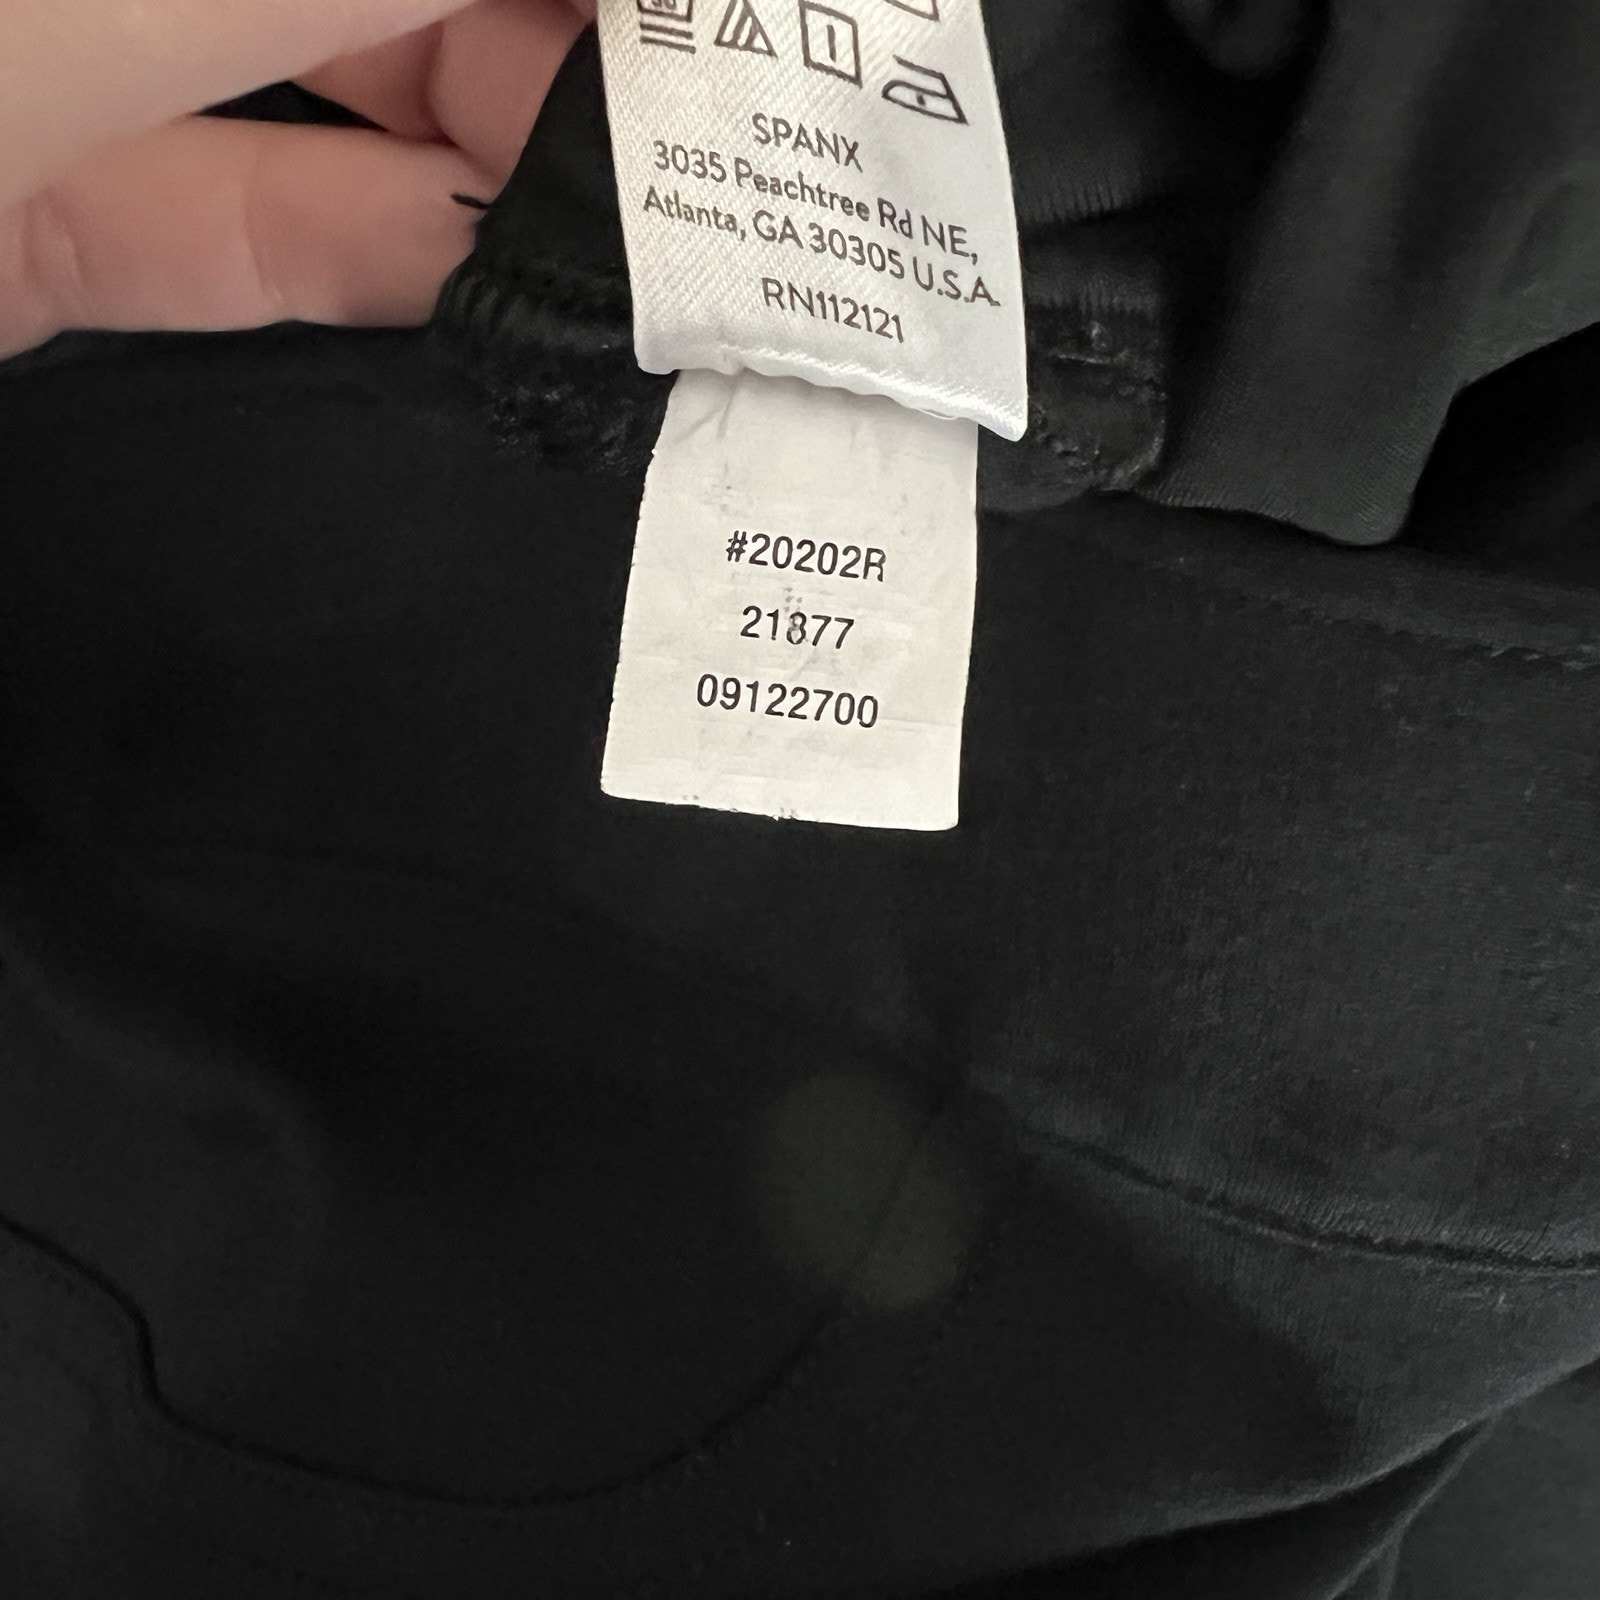 SPANX
3035 Peachtree Rd NE,
Atlanta, GA 30305 U.S.A.
RN112121
#20202R
21877
09122700